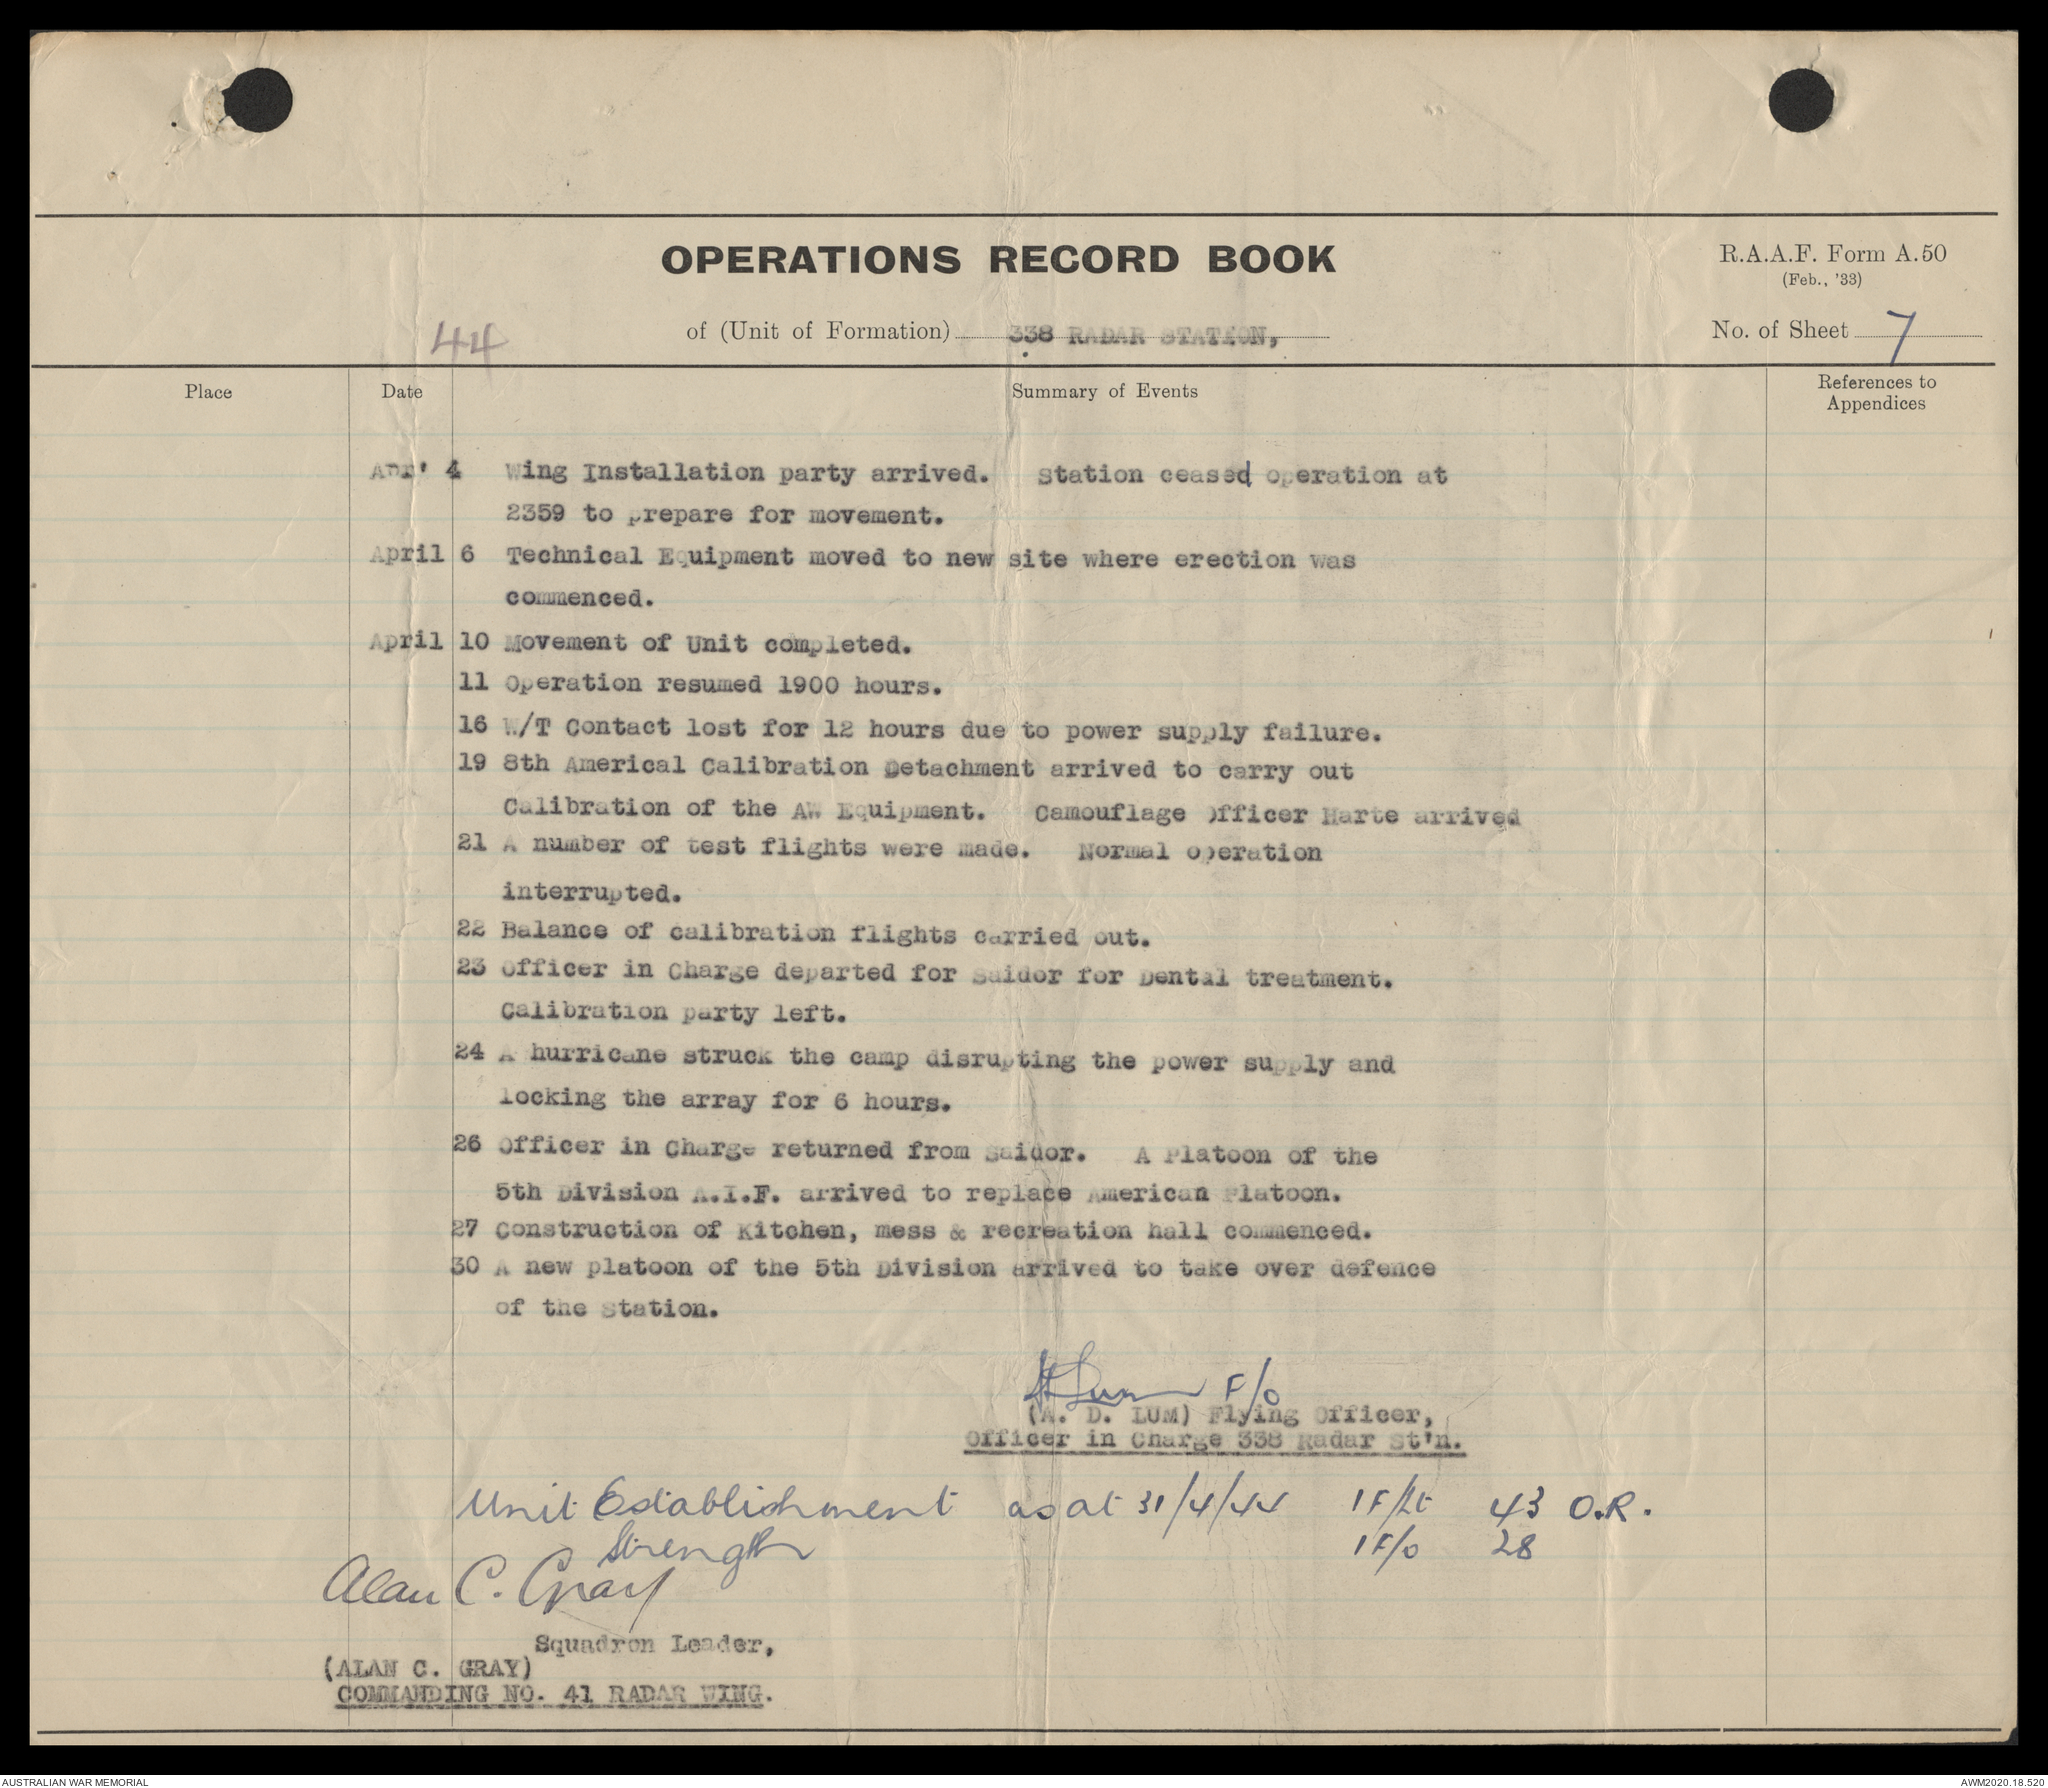 OPERATIONS RECORD BOOK
R.A.A.F. Form A.50
(Feb., '33)
of (Unit of Formation) 338 RADAR STATION,
No. of Sheet 7
44
Place Date Summary of Events References to Appendices
Apr' 4 Wing Installation party arrived. Station ceased operation at
2359 to prepare for movement.
April 6 Technical Equipment moved to new site where erection was
commenced.
April 10 Movement of Unit completed.
11 Operation resumed 1900 hours.
16 W/T Contact lost for 12 hours due to power supply failure.
19 8th Americal Calibration Detachment arrived to carry out
Calibration of the AW Equipment. Camouflage Officer Harte arrived
21 A number of test flights were made. Normal operation
interrupted.
22 Balance of calibration flights carried out.
23 Officer in Charge departed for Saidor for Dental treatment.
Calibration party left.
24 A hurricane struck the camp disrupting the power supply and
locking the array for 6 hours.
26 Officer in Charge returned from Saidor. A Platoon of the
5th Division A.I.F. arrived to replace American Platoon.
27 Construction of Kitchen, mess & recreation hall commenced.
30 A new platoon of the 5th Division arrived to take over defence
of the Station.
A Lum F/O
(A. D. LUM) Flying Officer,
Officer in Charge 338 Radar St'n.
Unit Establishment as at 31/4/44 1 F/Lt 43 O.R.
Strength 1 F/O 28
Alan C. Gray
Squadron Leader,
(ALAN C. GRAY)
COMMANDING NO. 41 RADAR WING.
AUSTRALIAN WAR MEMORIAL
AWM2020.18.520